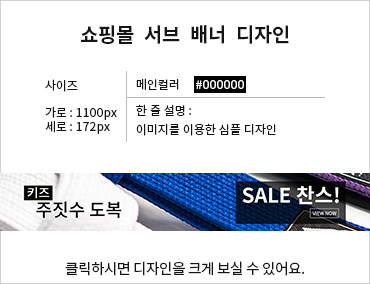 쇼핑몰 서브 배너 디자인
사이즈
메인컬러 #000000
가로 : 1100px
세로 : 172px
한 줄 설명 :
이미지를 이용한 심플 디자인
키즈
주짓수 도복
SALE 찬스!
VIEW NOW
클릭하시면 디자인을 크게 보실 수 있어요.